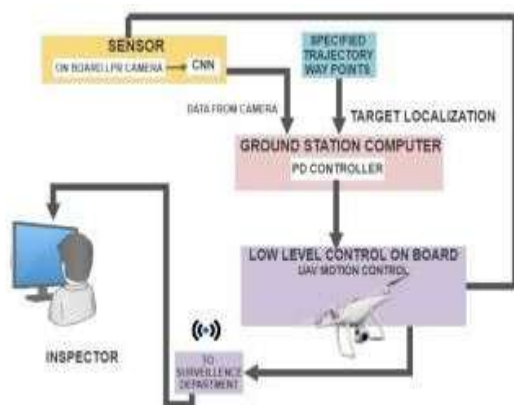 SENSOR
ON BOARD LPR CAMERA
CNN
SPECIFIED
TRAJECTORY
WAY POINTS
DATA FROM CAMERA
TARGET LOCALIZATION
GROUND STATION COMPUTER
PD CONTROLLER
LOW LEVEL CONTROL ON BOARD
UAV MOTION CONTROL
INSPECTOR
TO
SURVEILLENCE
DEPARTMENT